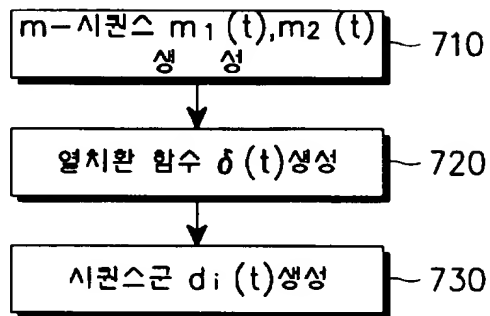 m-시퀀스 m₁(t),m₂(t)
생 성
710
열치환 함수 δ(t)생성
720
시퀀스군 di(t)생성
730